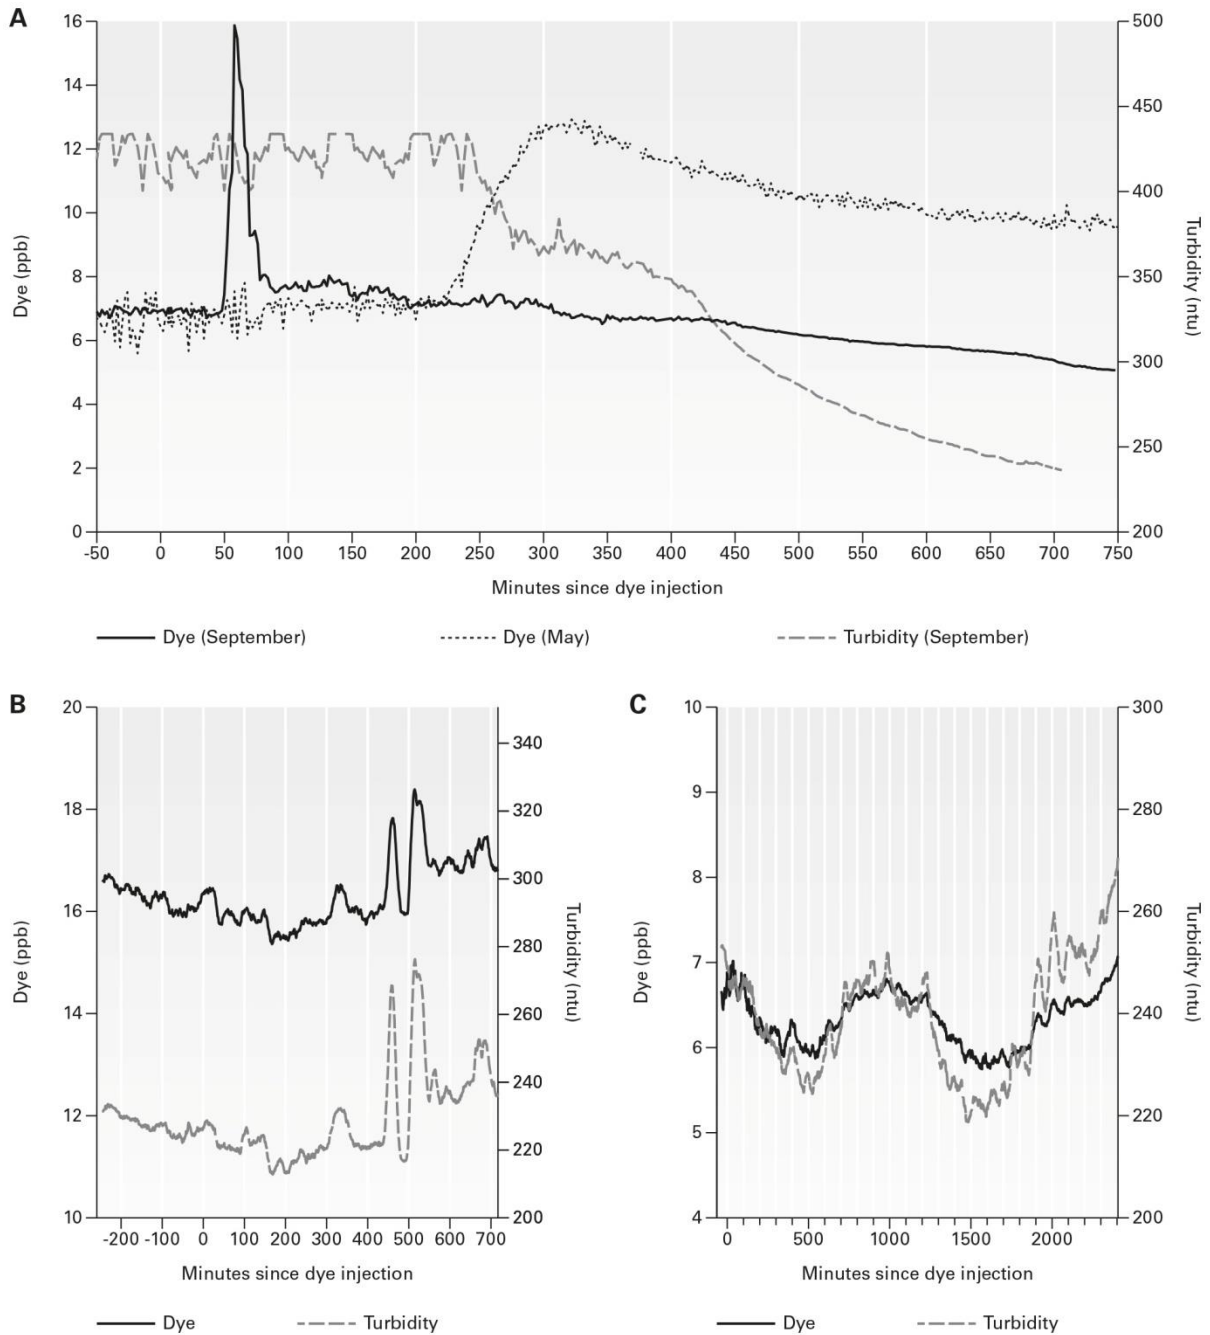 A
16
14
12
10
8
6
4
2
0
Dye (ppb)
500
450
400
350
300
250
200
Turbidity (ntu)
-50 0 50 100 150 200 250 300 350 400 450 500 550 600 650 700 750
Minutes since dye injection
Dye (September) Dye (May) Turbidity (September)
B
20
18
16
14
12
10
Dye (ppb)
340
320
300
280
260
240
220
200
Turbidity (ntu)
-200 -100 0 100 200 300 400 500 600 700
Minutes since dye injection
Dye Turbidity
C
10
9
8
7
6
5
4
Dye (ppb)
300
280
260
240
220
200
Turbidity (ntu)
0 500 1000 1500 2000
Minutes since dye injection
Dye Turbidity